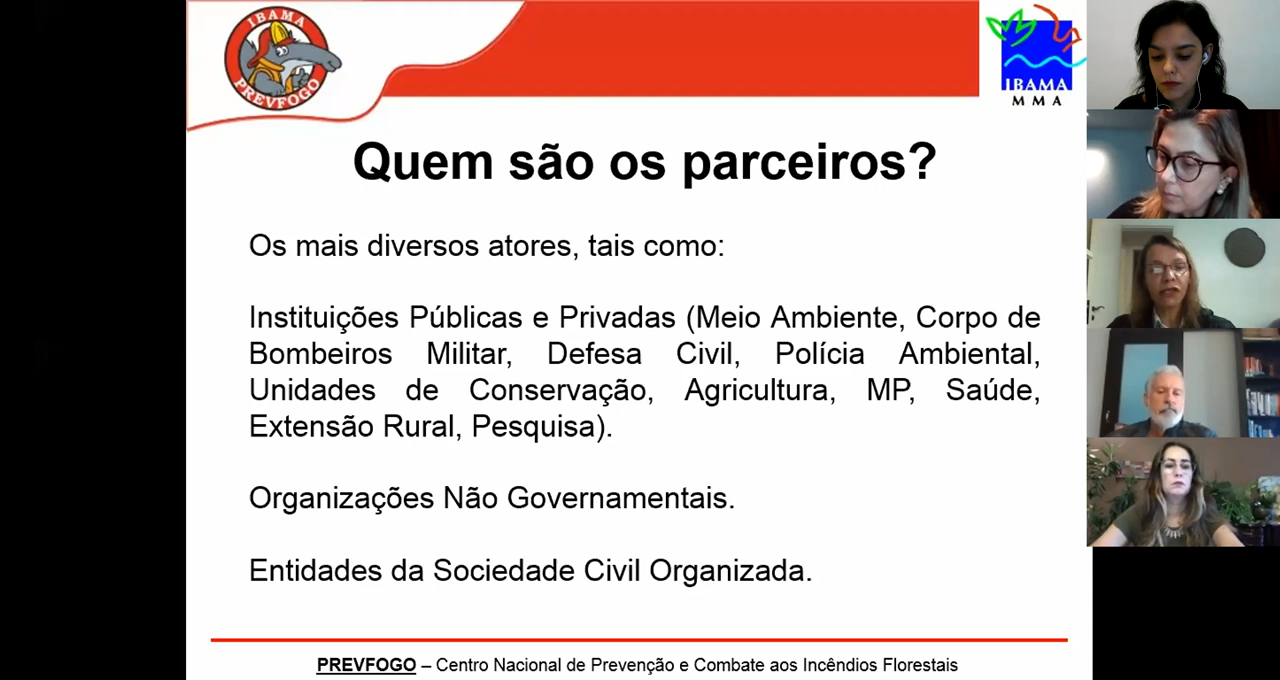 IBAMA
PREVFOGO
IBAMA
MMA
Quem são os parceiros?
Os mais diversos atores, tais como:
Instituições Públicas e Privadas (Meio Ambiente, Corpo de
Bombeiros Militar, Defesa Civil, Polícia Ambiental,
Unidades de Conservação, Agricultura, MP, Saúde,
Extensão Rural, Pesquisa).
Organizações Não Governamentais.
Entidades da Sociedade Civil Organizada.
PREVFOGO – Centro Nacional de Prevenção e Combate aos Incêndios Florestais